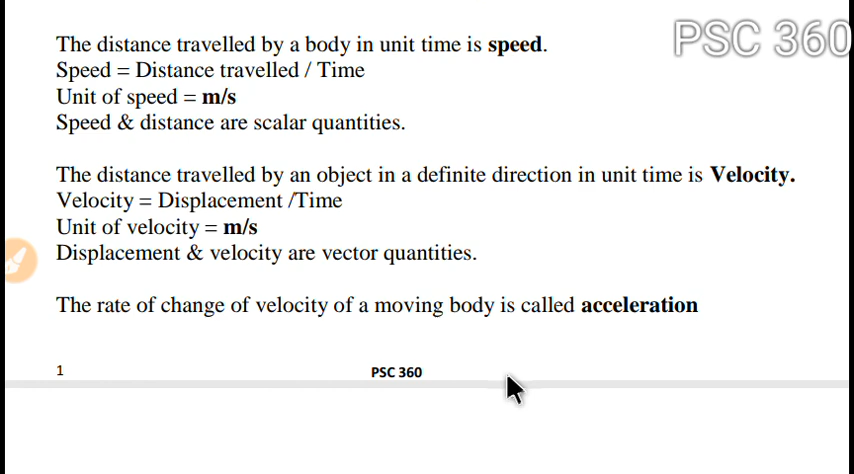 PSC 360
The distance travelled by a body in unit time is speed.
Speed = Distance travelled / Time
Unit of speed = m/s
Speed & distance are scalar quantities.
The distance travelled by an object in a definite direction in unit time is Velocity.
Velocity = Displacement /Time
Unit of velocity = m/s
Displacement & velocity are vector quantities.
The rate of change of velocity of a moving body is called acceleration
1
PSC 360